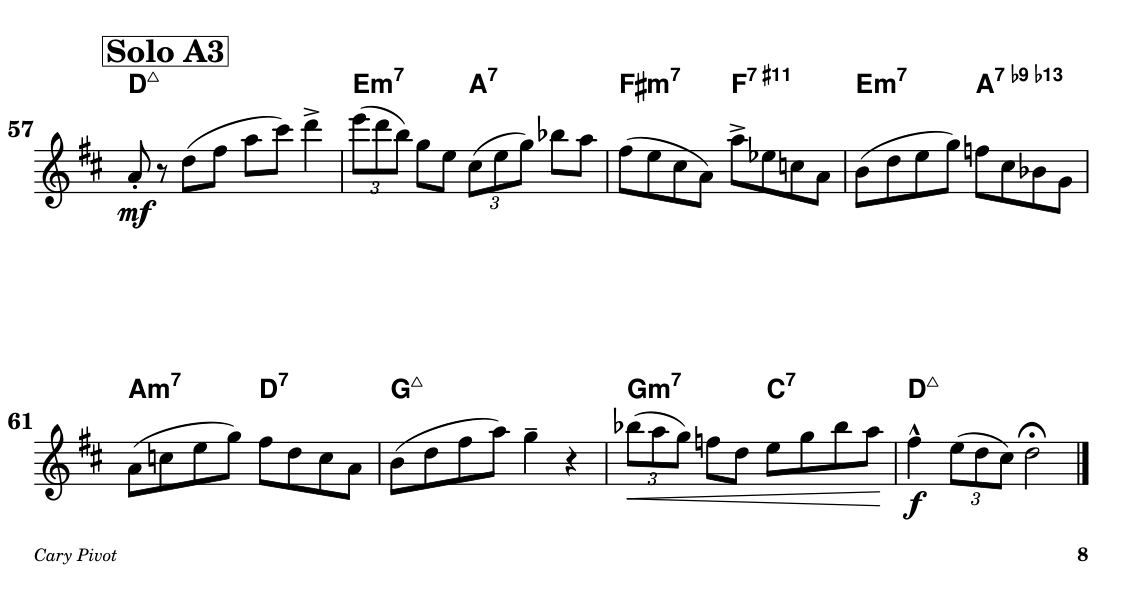 Solo A3
D△ Em7 A7 F♯m7 F7 ♯11 Em7 A7 ♭9 ♭13
57
mf 3 3
Am7 D7 G△ Gm7 C7 D△
61
3 f 3
Cary Pivot 8